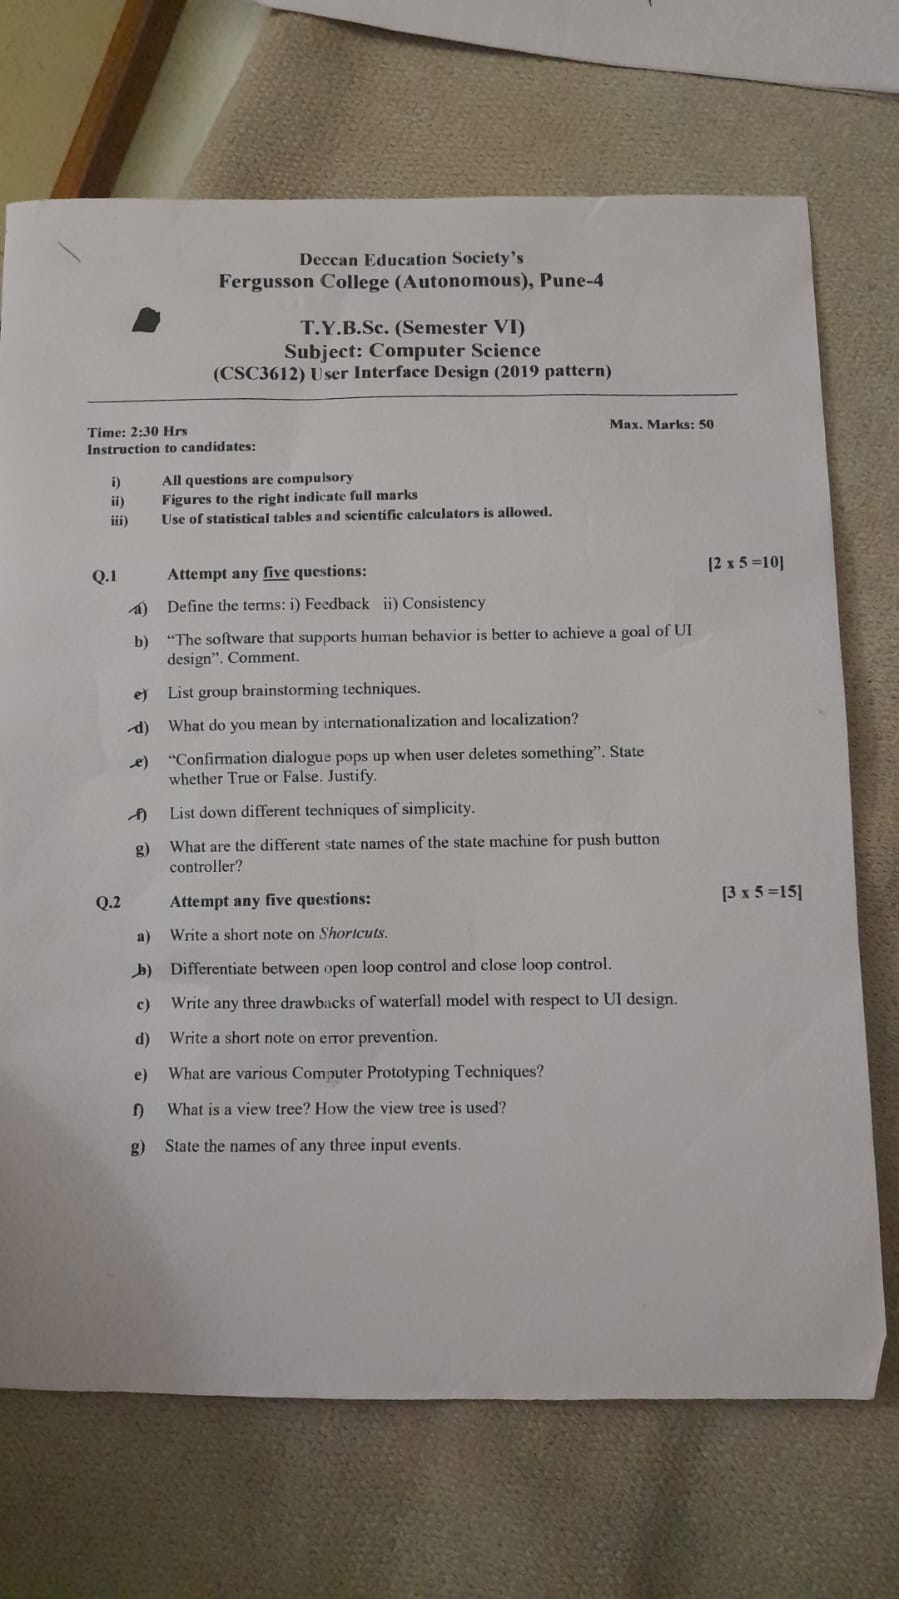 Deccan Education Society's
Fergusson College (Autonomous), Pune-4
T.Y.B.Sc. (Semester VI)
Subject: Computer Science
(CSC3612) User Interface Design (2019 pattern)
Time: 2:30 Hrs Max. Marks: 50
Instruction to candidates:
i) All questions are compulsory
ii) Figures to the right indicate full marks
iii) Use of statistical tables and scientific calculators is allowed.
Q.1 Attempt any five questions: [2 x 5 =10]
a) Define the terms: i) Feedback ii) Consistency
b) “The software that supports human behavior is better to achieve a goal of UI
design”. Comment.
c) List group brainstorming techniques.
d) What do you mean by internationalization and localization?
e) “Confirmation dialogue pops up when user deletes something”. State
whether True or False. Justify.
f) List down different techniques of simplicity.
g) What are the different state names of the state machine for push button
controller?
Q.2 Attempt any five questions: [3 x 5 =15]
a) Write a short note on Shortcuts.
b) Differentiate between open loop control and close loop control.
c) Write any three drawbacks of waterfall model with respect to UI design.
d) Write a short note on error prevention.
e) What are various Computer Prototyping Techniques?
f) What is a view tree? How the view tree is used?
g) State the names of any three input events.